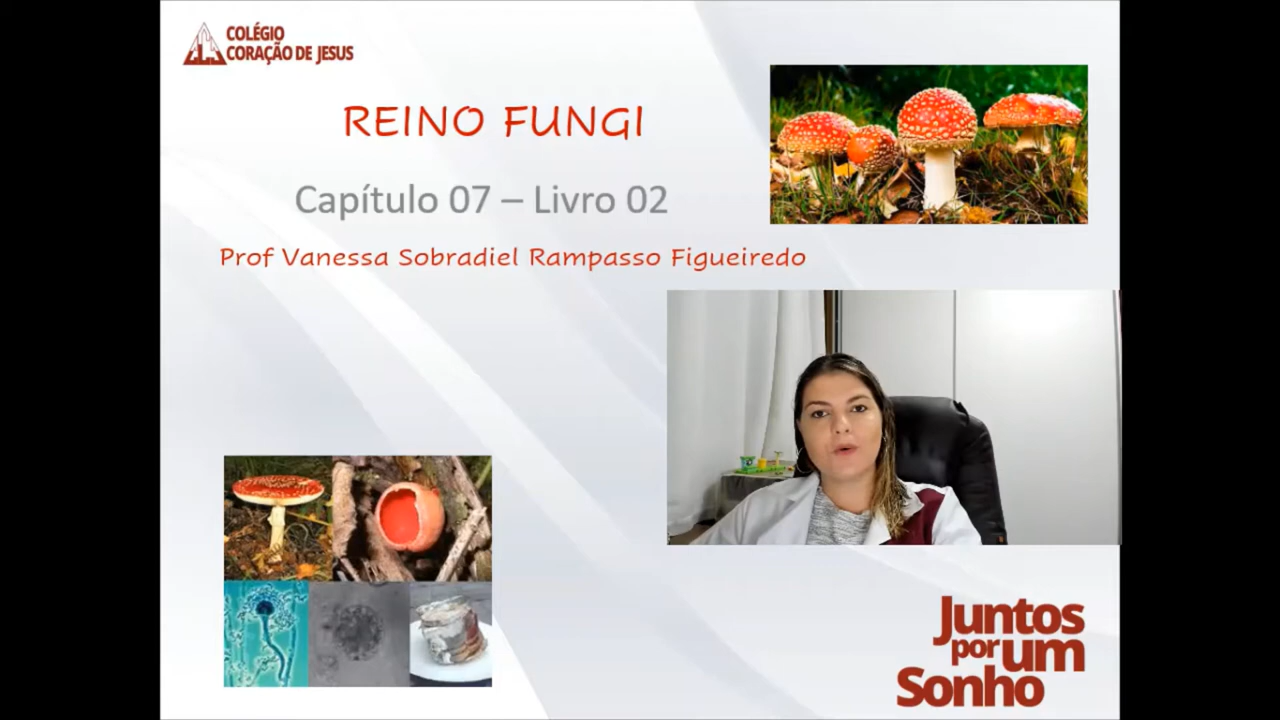 COLÉGIO
CORAÇÃO DE JESUS
REINO FUNGI
Capítulo 07 – Livro 02
Prof Vanessa Sobradiel Rampasso Figueiredo
Juntos
por um
Sonho